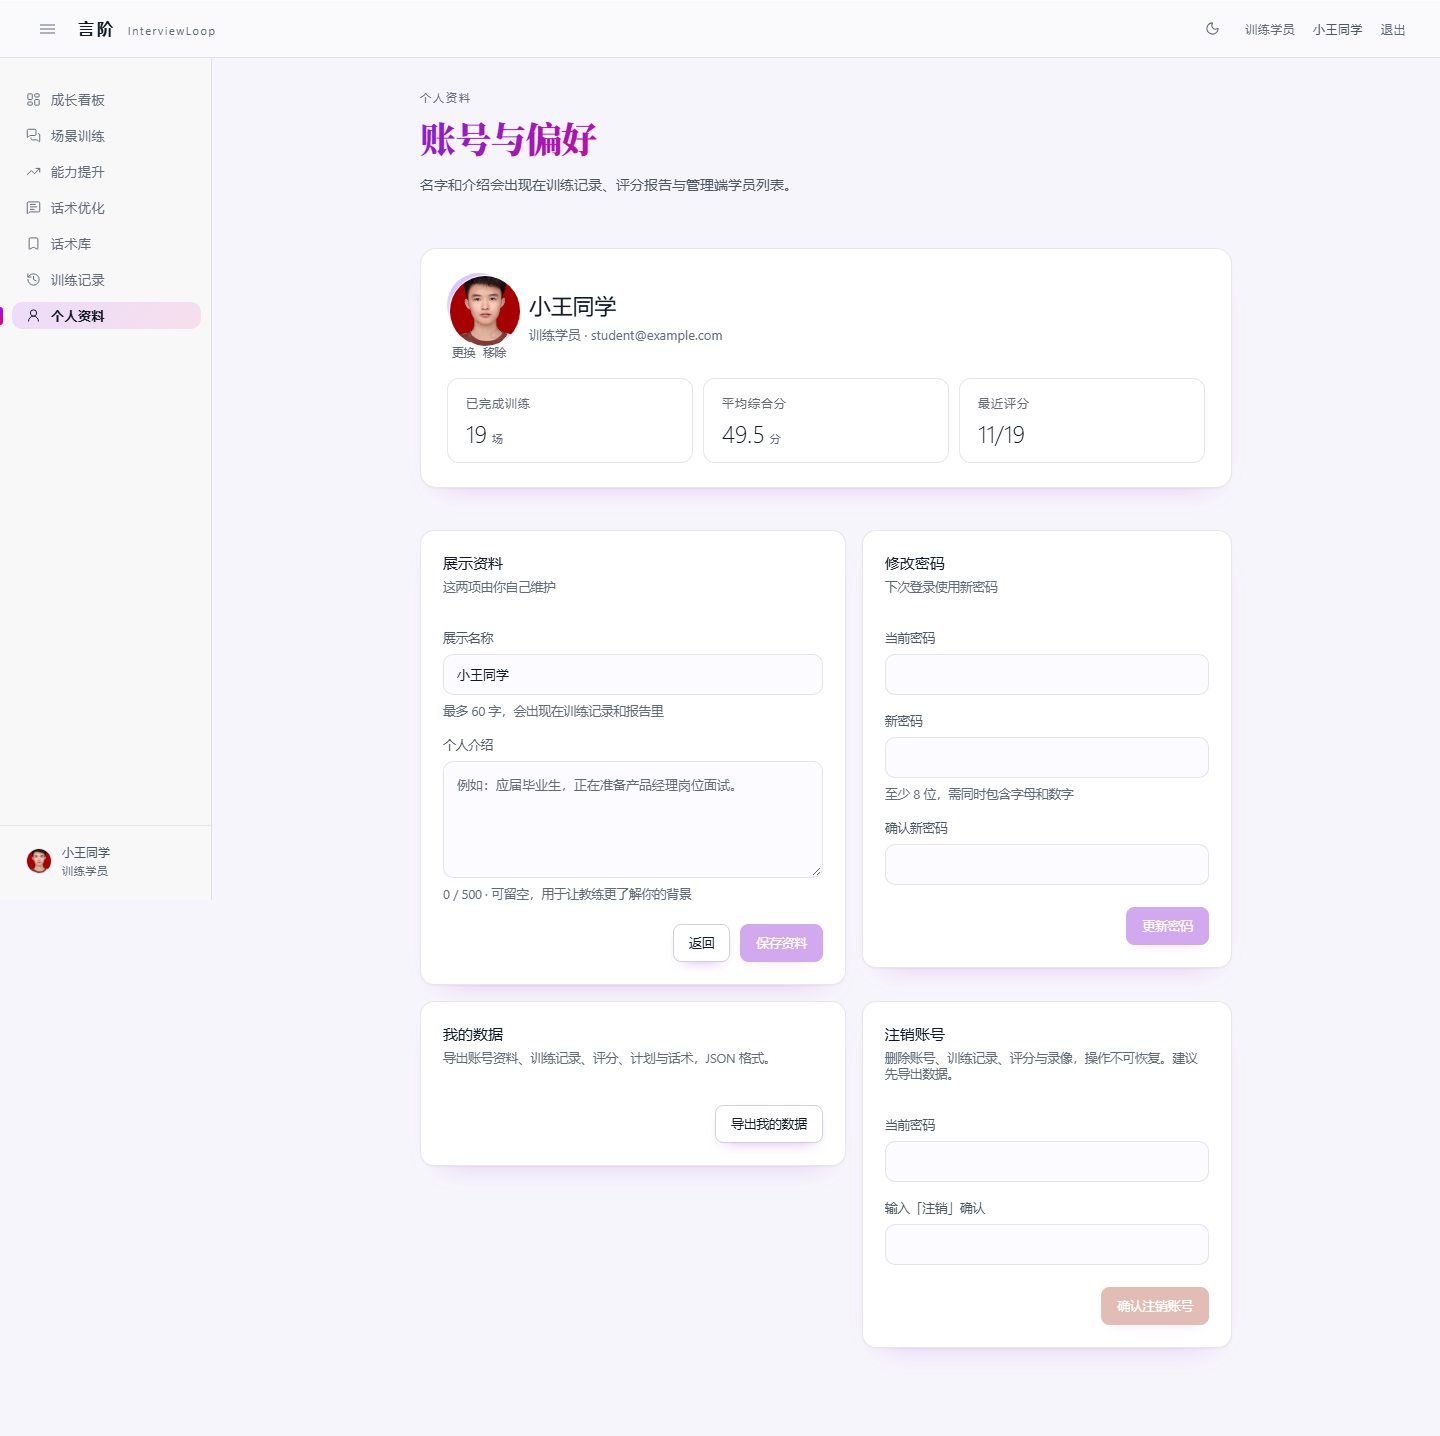 言阶 InterviewLoop
训练学员 小王同学 退出
成长看板
场景训练
能力提升
话术优化
话术库
训练记录
个人资料
小王同学
训练学员
个人资料
账号与偏好
名字和介绍会出现在训练记录、评分报告与管理端学员列表。
小王同学
训练学员 · student@example.com
更换 移除
已完成训练
19 场
平均综合分
49.5 分
最近评分
11/19
展示资料
这两项由你自己维护
展示名称
小王同学
最多 60 字，会出现在训练记录和报告里
个人介绍
例如：应届毕业生，正在准备产品经理岗位面试。
0 / 500 · 可留空，用于让教练更了解你的背景
返回 保存资料
修改密码
下次登录使用新密码
当前密码
新密码
至少 8 位，需同时包含字母和数字
确认新密码
更新密码
我的数据
导出账号资料、训练记录、评分、计划与话术，JSON 格式。
导出我的数据
注销账号
删除账号、训练记录、评分与录像，操作不可恢复。建议
先导出数据。
当前密码
输入「注销」确认
确认注销账号